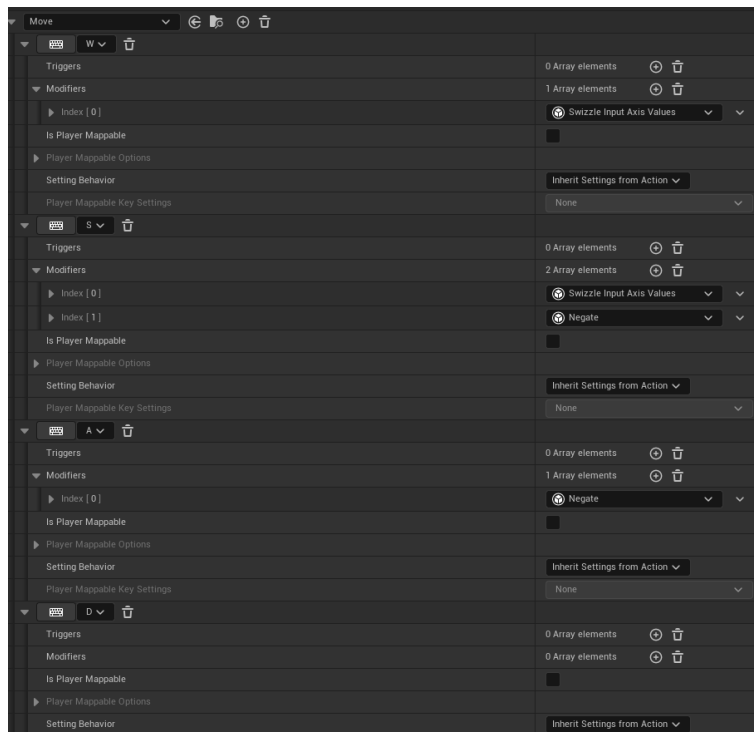 Move
W
Triggers 0 Array elements
Modifiers 1 Array elements
Index [ 0 ] Swizzle Input Axis Values
Is Player Mappable
Player Mappable Options
Setting Behavior Inherit Settings from Action
Player Mappable Key Settings None
S
Triggers 0 Array elements
Modifiers 2 Array elements
Index [ 0 ] Swizzle Input Axis Values
Index [ 1 ] Negate
Is Player Mappable
Player Mappable Options
Setting Behavior Inherit Settings from Action
Player Mappable Key Settings None
A
Triggers 0 Array elements
Modifiers 1 Array elements
Index [ 0 ] Negate
Is Player Mappable
Player Mappable Options
Setting Behavior Inherit Settings from Action
Player Mappable Key Settings None
D
Triggers 0 Array elements
Modifiers 0 Array elements
Is Player Mappable
Player Mappable Options
Setting Behavior Inherit Settings from Action